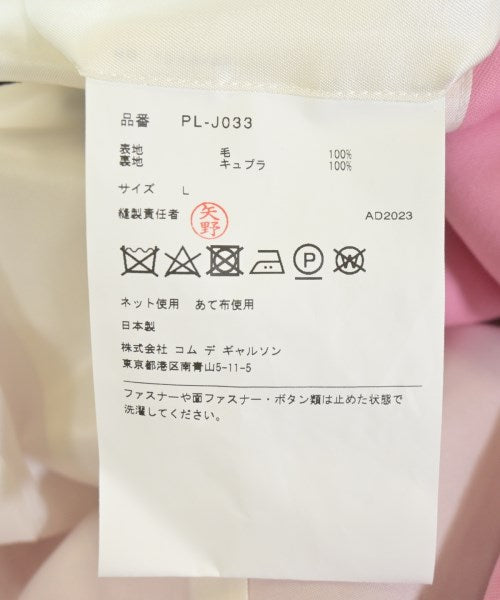 品番 PL-J033
表地 毛 100%
裏地 キュプラ 100%
サイズ L
縫製責任者 矢野 AD2023
P W
ネット使用 あて布使用
日本製
株式会社 コム デ ギャルソン
東京都港区南青山5-11-5
ファスナーや面ファスナー・ボタン類は止めた状態で
洗濯してください。